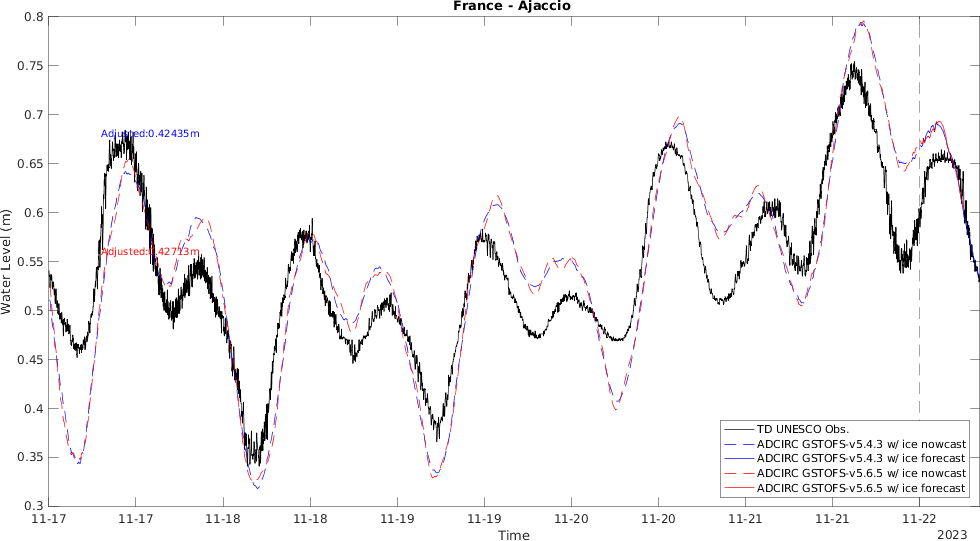 France - Ajaccio
0.8
0.75
0.7
0.65
0.6
0.55
0.5
0.45
0.4
0.35
0.3
Water Level (m)
Adjusted:0.42435m
Adjusted:0.42713m
TD UNESCO Obs.
ADCIRC GSTOFS-v5.4.3 w/ ice nowcast
ADCIRC GSTOFS-v5.4.3 w/ ice forecast
ADCIRC GSTOFS-v5.6.5 w/ ice nowcast
ADCIRC GSTOFS-v5.6.5 w/ ice forecast
11-17 11-17 11-18 11-18 11-19 11-19 11-20 11-20 11-21 11-21 11-22
Time
2023